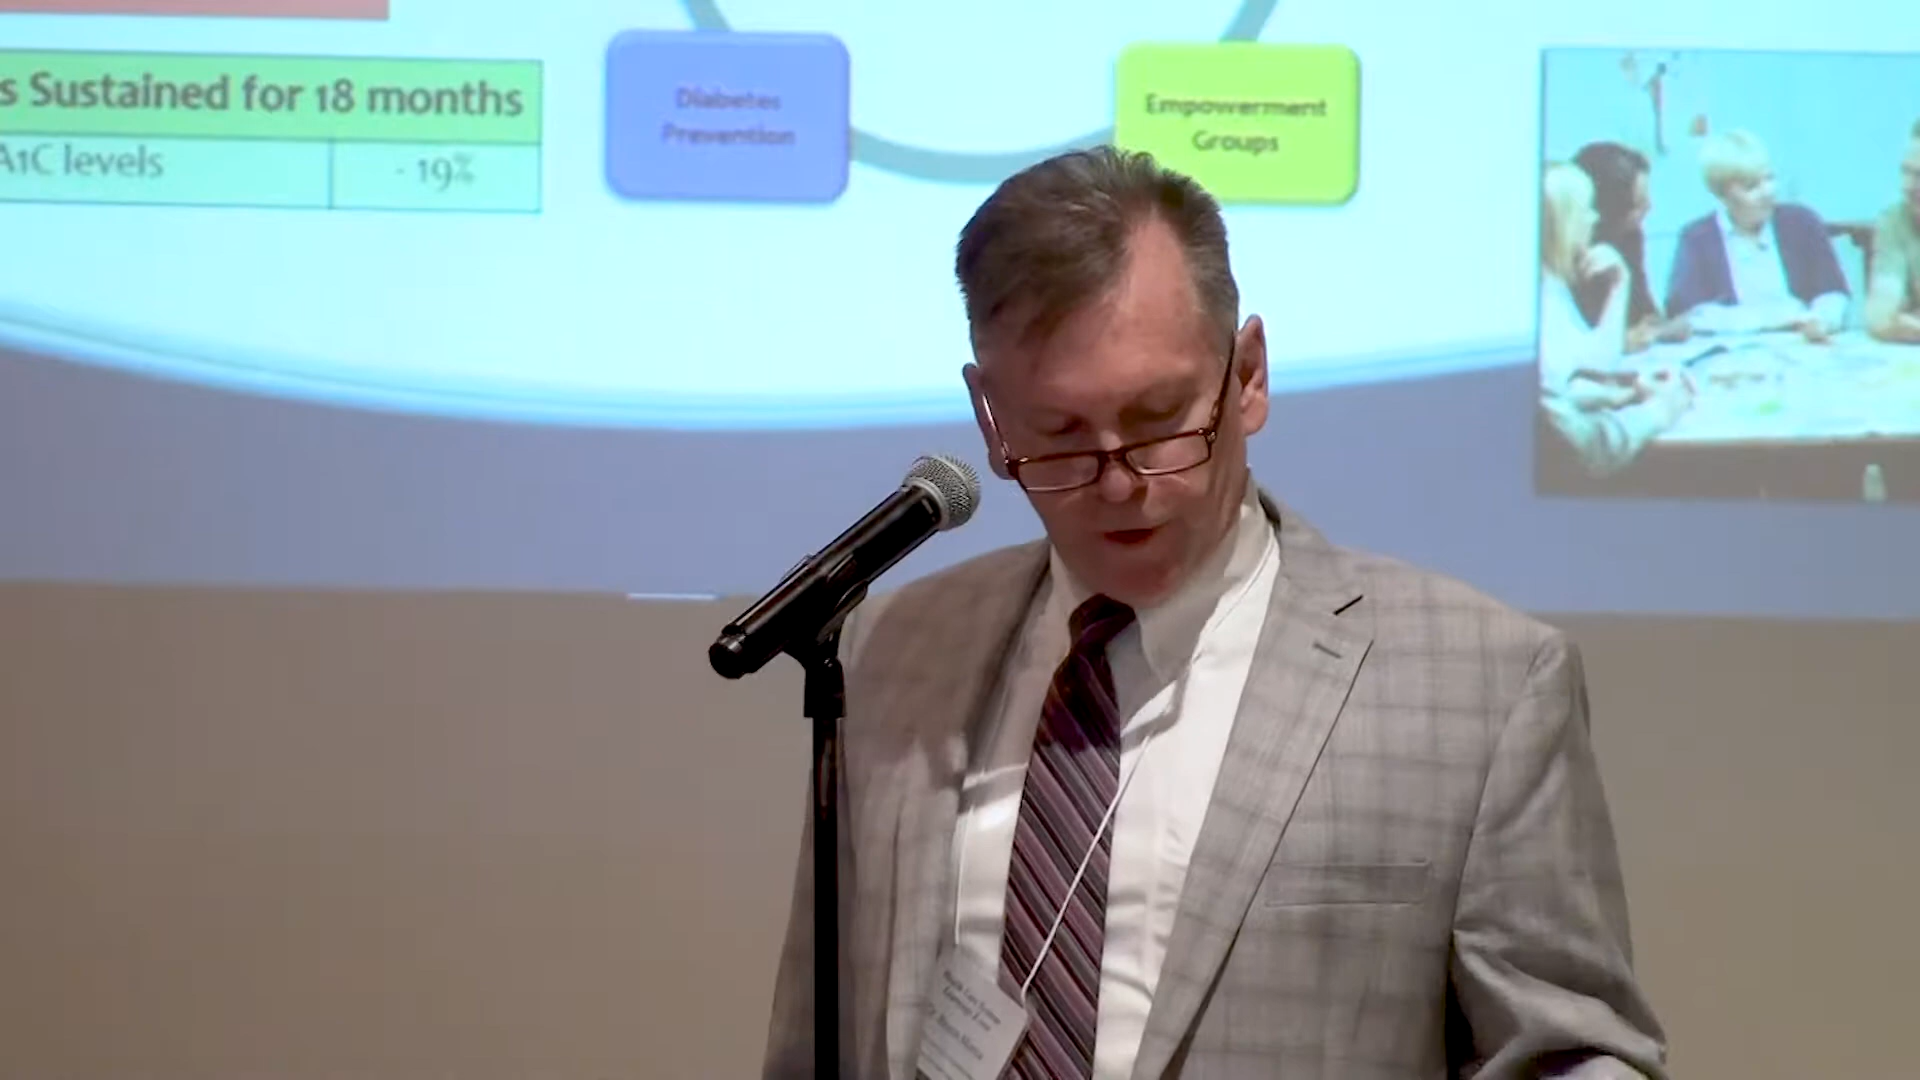 s Sustained for 18 months
A1C levels
- 19%
Diabetes
Prevention
Empowerment
Groups